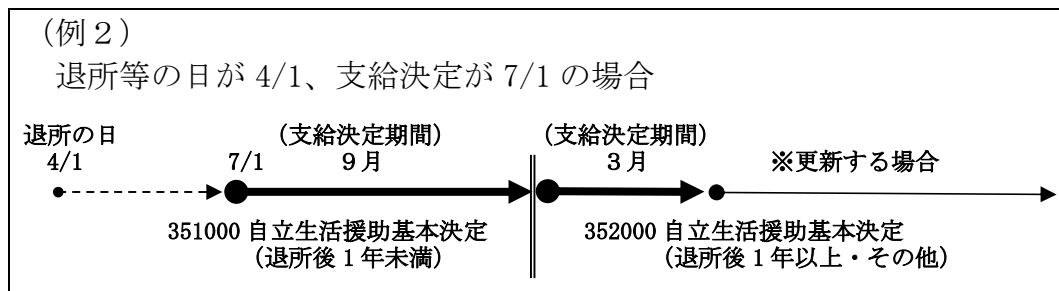 (例2)
退所等の日が 4/1、支給決定が 7/1 の場合
退所の日 (支給決定期間) (支給決定期間)
4/1 7/1 9月 3月 ※更新する場合
351000 自立生活援助基本決定 352000 自立生活援助基本決定
(退所後1年未満) (退所後1年以上・その他)